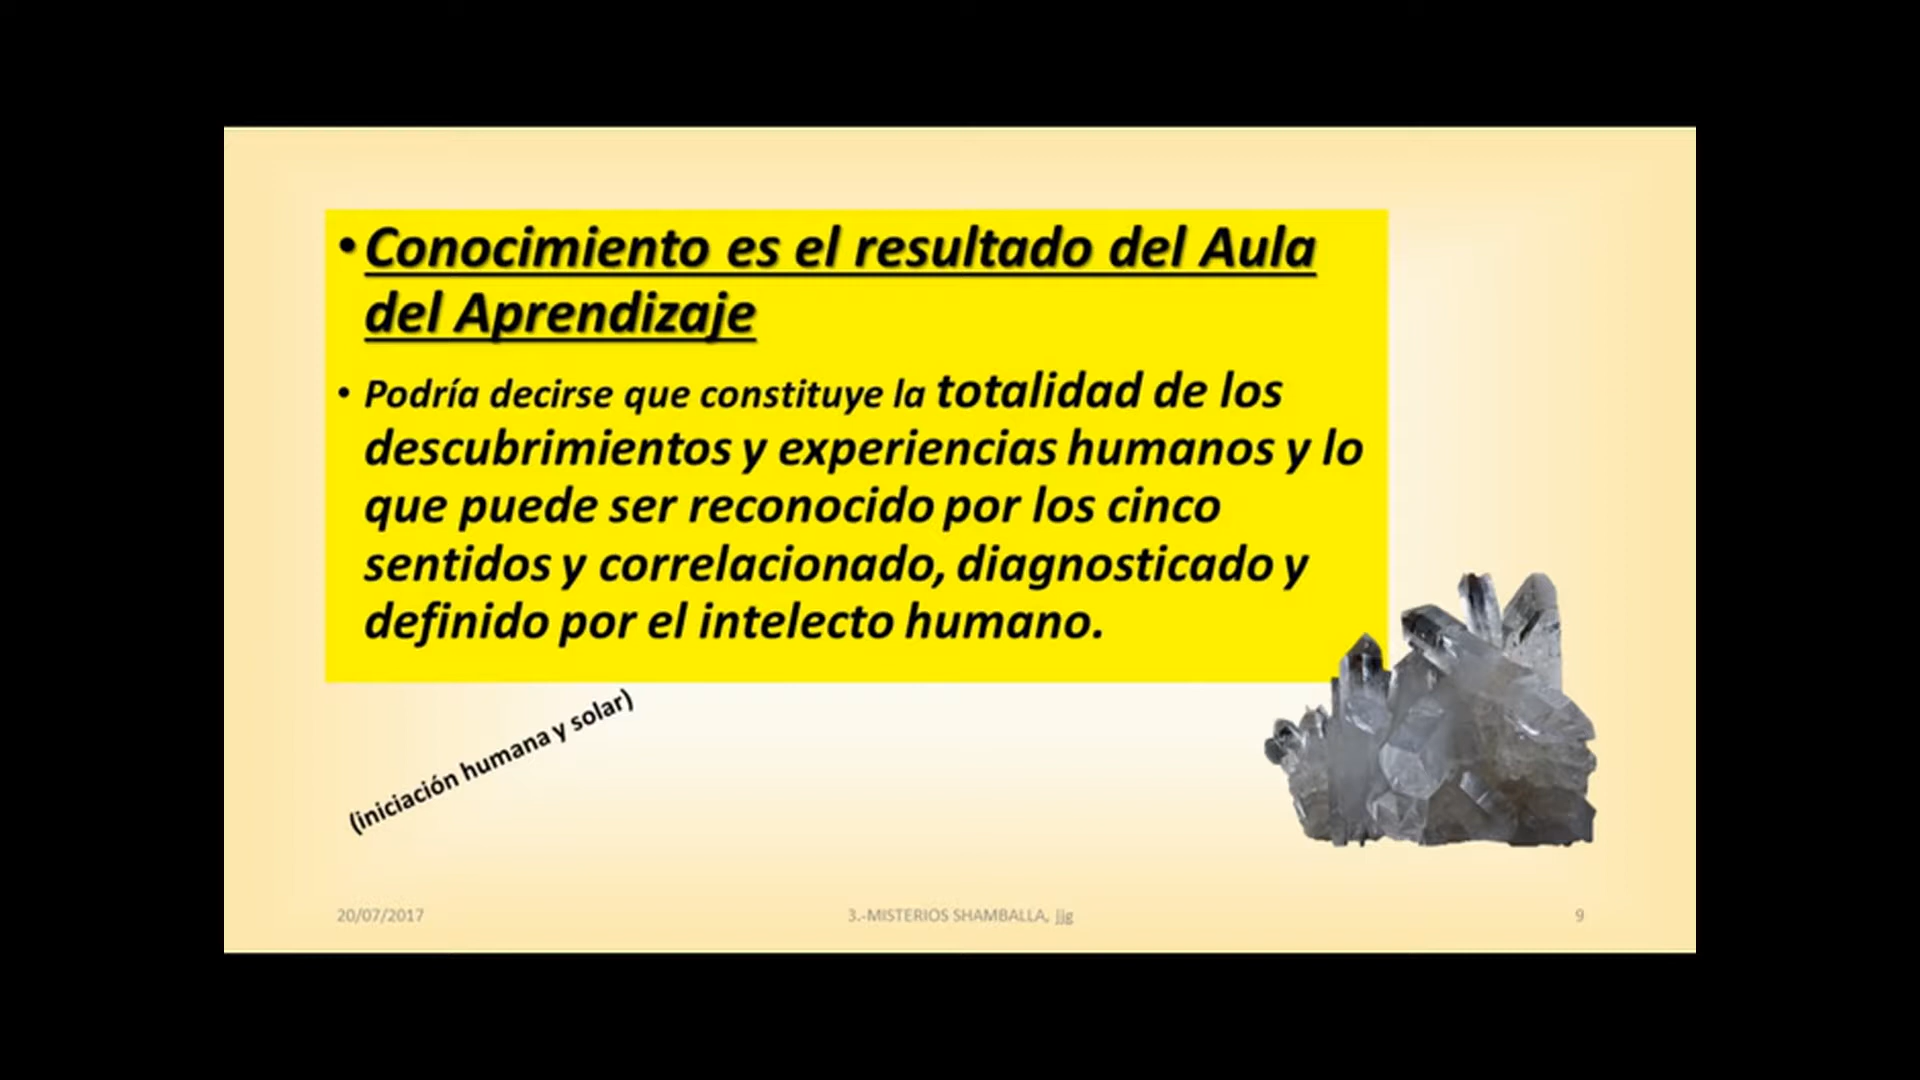 • Conocimiento es el resultado del Aula
del Aprendizaje
• Podría decirse que constituye la totalidad de los
descubrimientos y experiencias humanos y lo
que puede ser reconocido por los cinco
sentidos y correlacionado, diagnosticado y
definido por el intelecto humano.
(iniciación humana y solar)
20/07/2017
3.-MISTERIOS SHAMBALLA, jjg
9